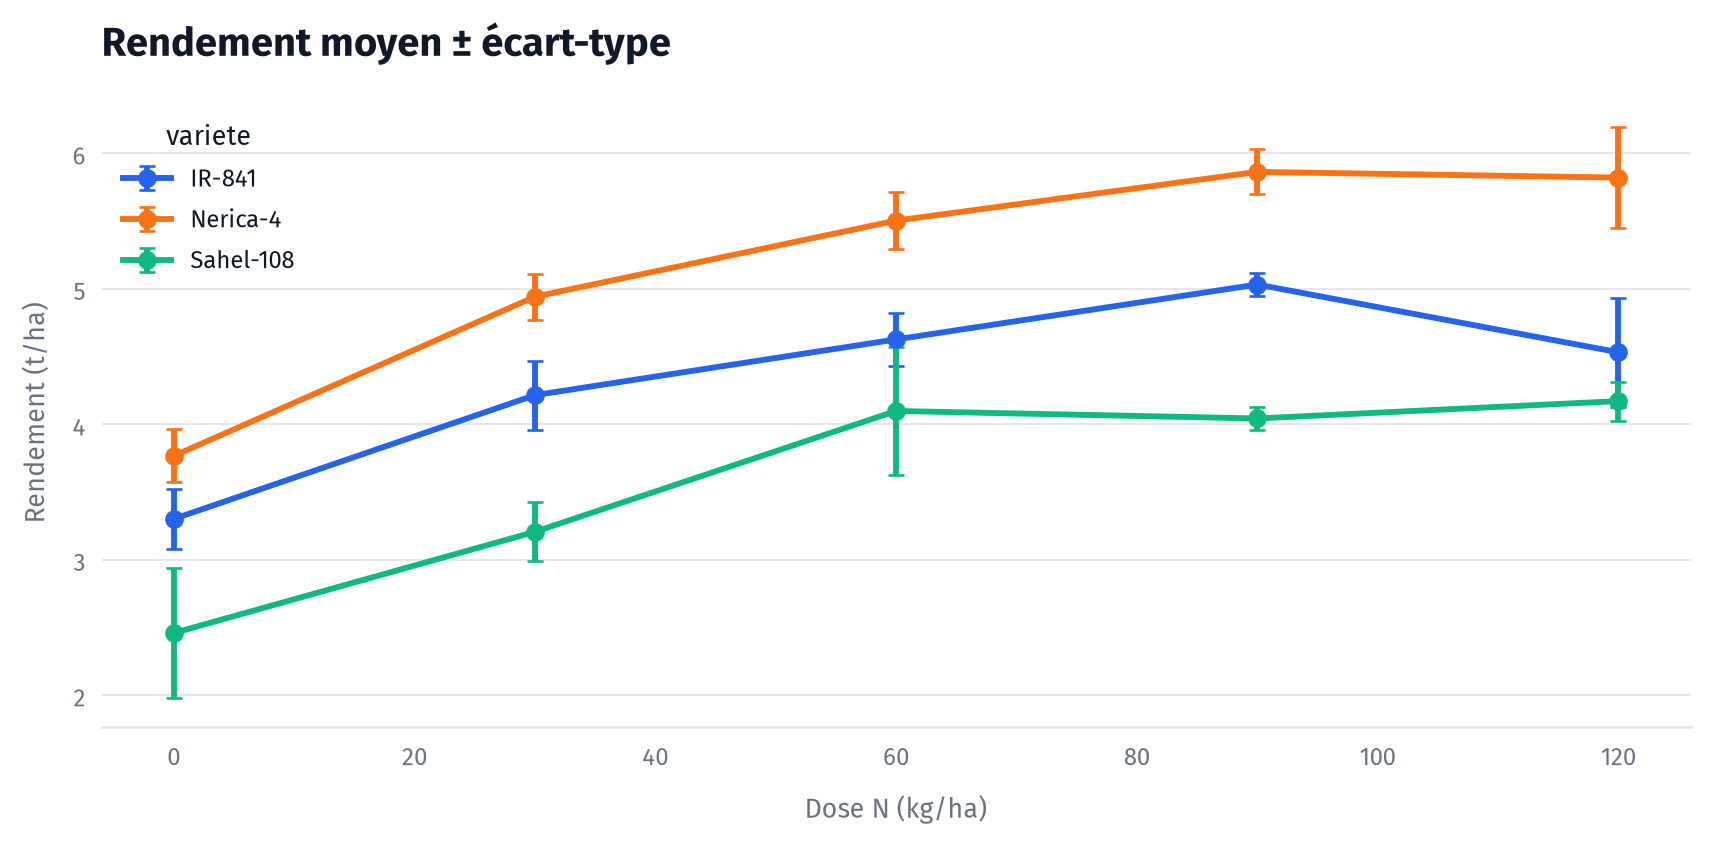 Rendement moyen ± écart-type
variete
IR-841
Nerica-4
Sahel-108
Rendement (t/ha)
6
5
4
3
2
0 20 40 60 80 100 120
Dose N (kg/ha)